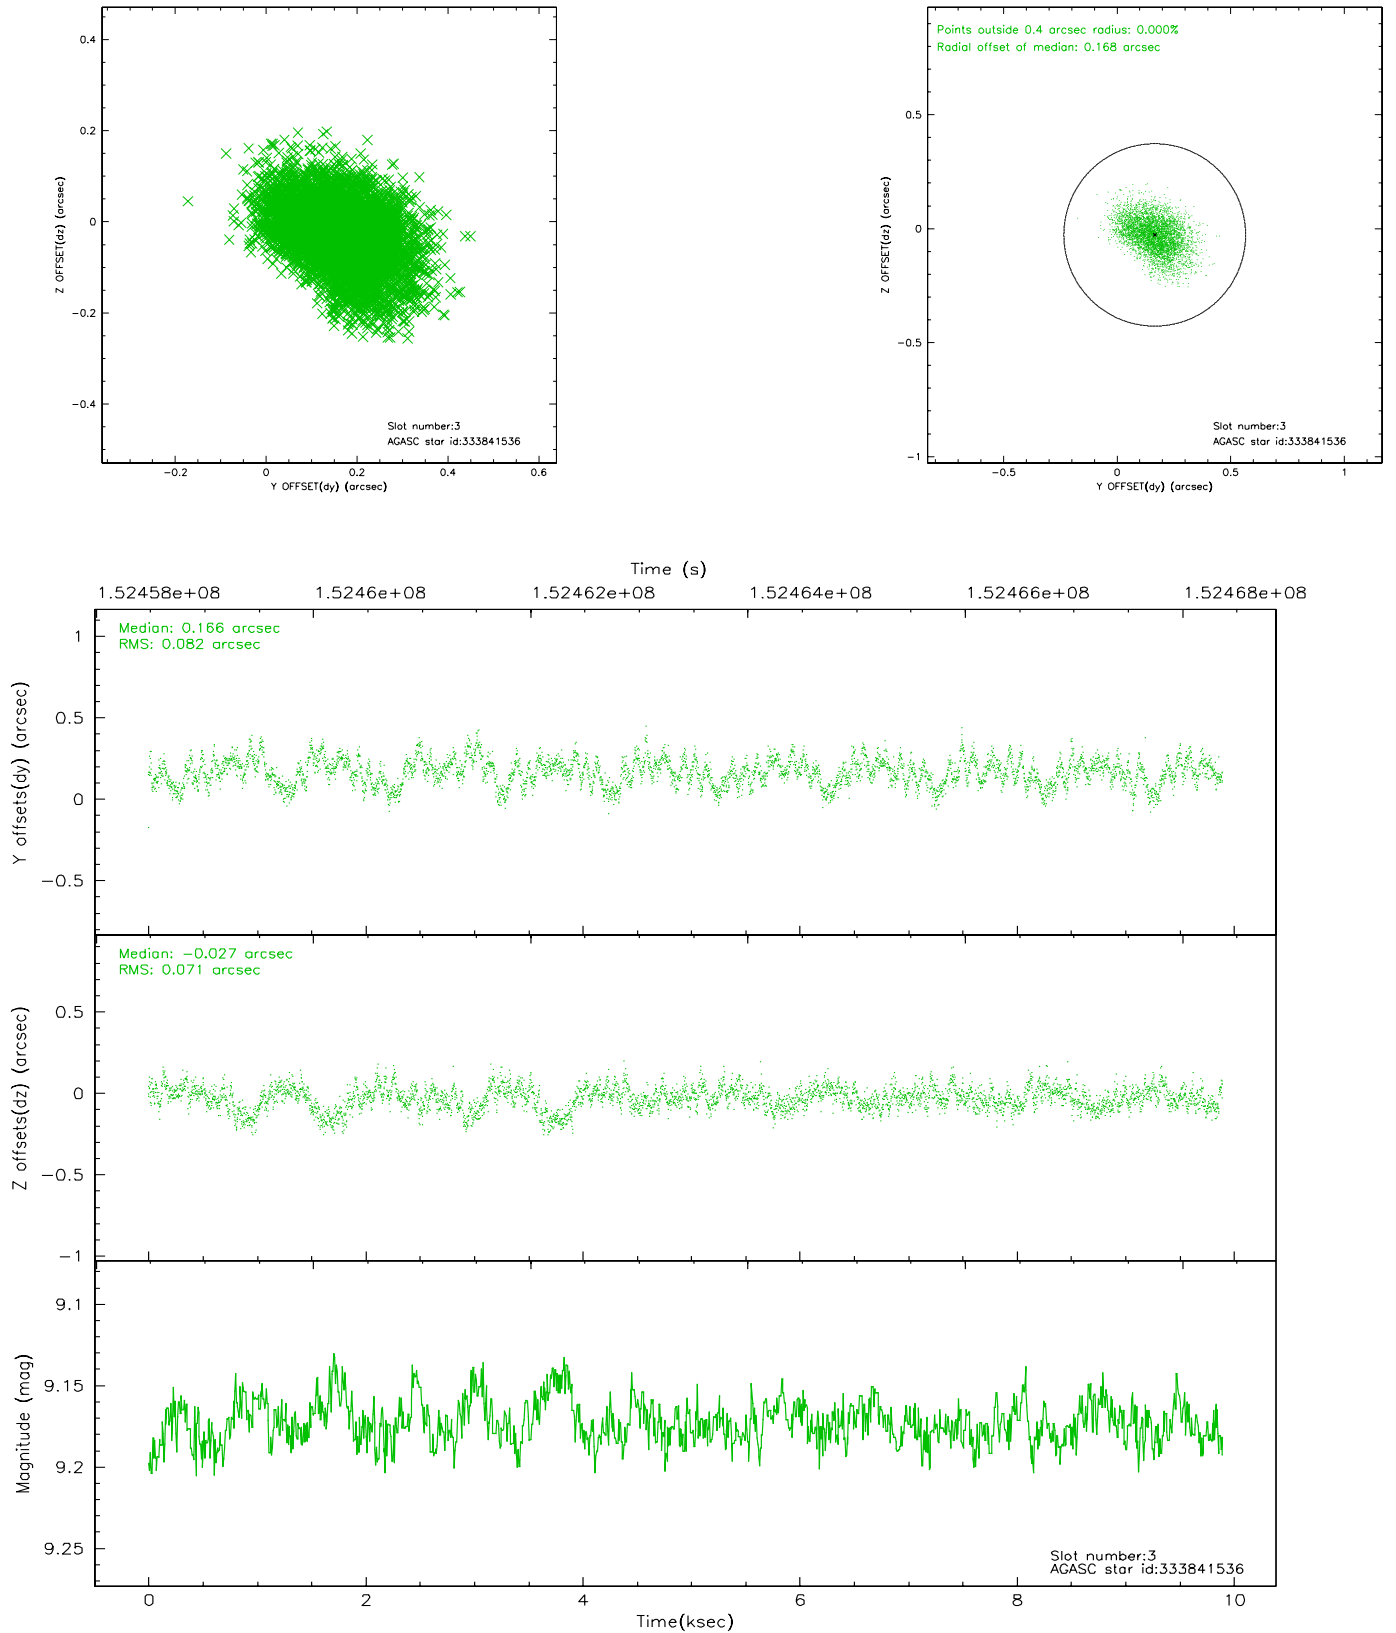 0.4
0.2
0
−0.2
−0.4
Z OFFSET(dz) (arcsec)
Slot number:3
AGASC star id:333841536
−0.2 0 0.2 0.4 0.6
Y OFFSET(dy) (arcsec)
Points outside 0.4 arcsec radius: 0.000%
Radial offset of median: 0.168 arcsec
0.5
0
−0.5
−1
Z OFFSET(dz) (arcsec)
Slot number:3
AGASC star id:333841536
−0.5 0 0.5 1
Y OFFSET(dy) (arcsec)
Time (s)
1.52458e+08 1.5246e+08 1.52462e+08 1.52464e+08 1.52466e+08 1.52468e+08
Median: 0.166 arcsec
RMS: 0.082 arcsec
1
0.5
0
−0.5
Y offsets(dy) (arcsec)
Median: −0.027 arcsec
RMS: 0.071 arcsec
0.5
0
−0.5
−1
Z offsets(dz) (arcsec)
9.1
9.15
9.2
9.25
Magnitude (mag)
Slot number:3
AGASC star id:333841536
0 2 4 6 8 10
Time(ksec)